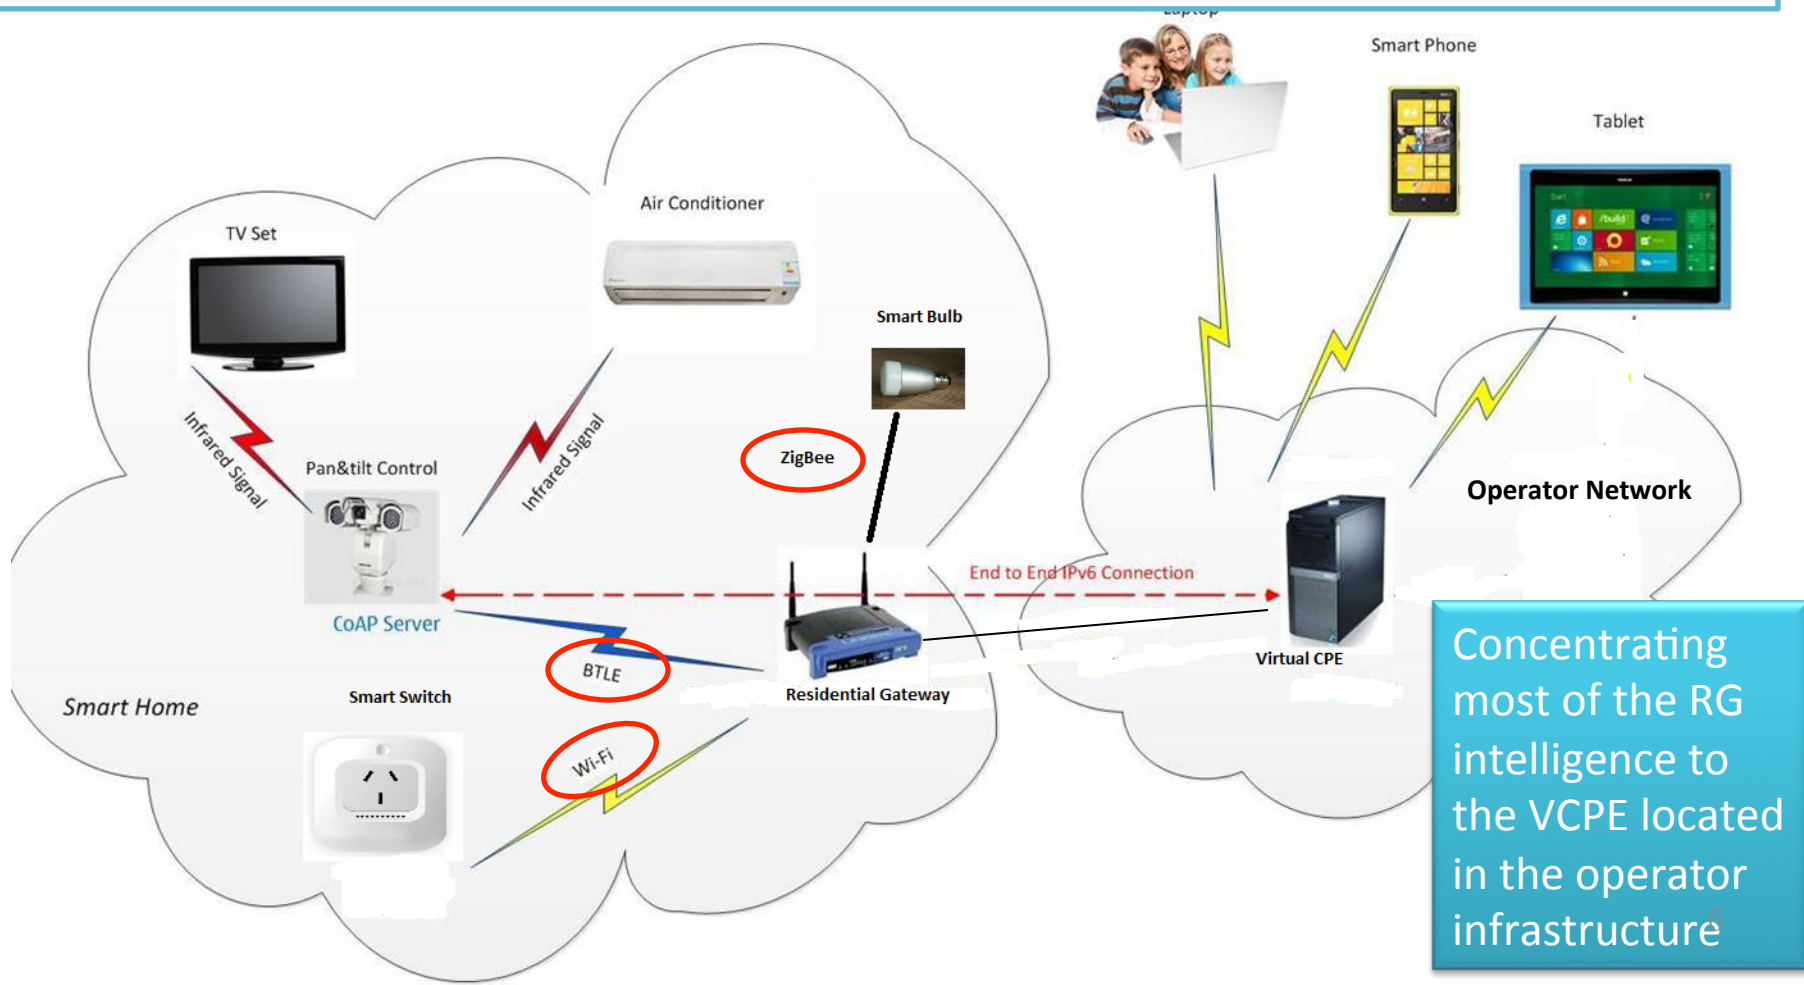 Laptop
Smart Phone
Tablet
Air Conditioner
TV Set
Smart Bulb
Infrared Signal
Infrared Signal
ZigBee
Pan&tilt Control
Operator Network
End to End IPv6 Connection
CoAP Server
BTLE
Virtual CPE
Residential Gateway
Smart Switch
Smart Home
Wi-Fi
Concentrating
most of the RG
intelligence to
the VCPE located
in the operator
infrastructure
6